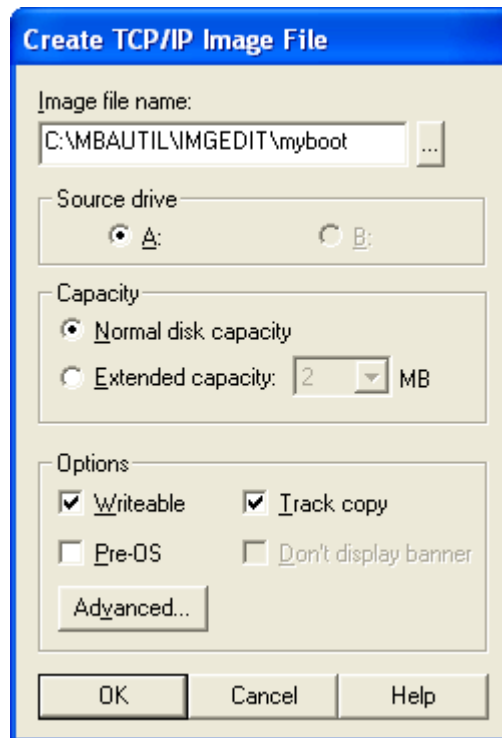 Create TCP/IP Image File
Image file name:
C:\MBAUTIL\IMGEDIT\myboot
...
Source drive
A: B:
Capacity
Normal disk capacity
Extended capacity: 2 MB
Options
Writeable Track copy
Pre-OS Don't display banner
Advanced...
OK Cancel Help